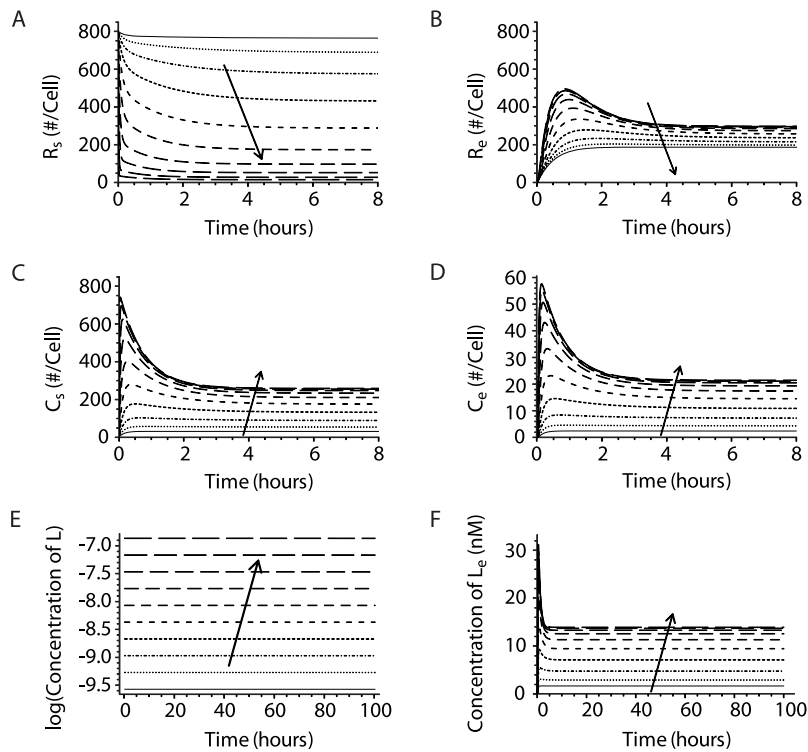 A
800
600
400
200
0
R_s (#/Cell)
0 2 4 6 8
Time (hours)
B
800
600
400
200
0
R_e (#/Cell)
0 2 4 6 8
Time (hours)
C
800
600
400
200
0
C_s (#/Cell)
0 2 4 6 8
Time (hours)
D
60
50
40
30
20
10
0
C_e (#/Cell)
0 2 4 6 8
Time (hours)
E
-7.0
-7.5
-8.0
-8.5
-9.0
-9.5
log(Concentration of L)
0 20 40 60 80 100
Time (hours)
F
30
20
10
0
Concentration of L_e (nM)
0 20 40 60 80 100
Time (hours)